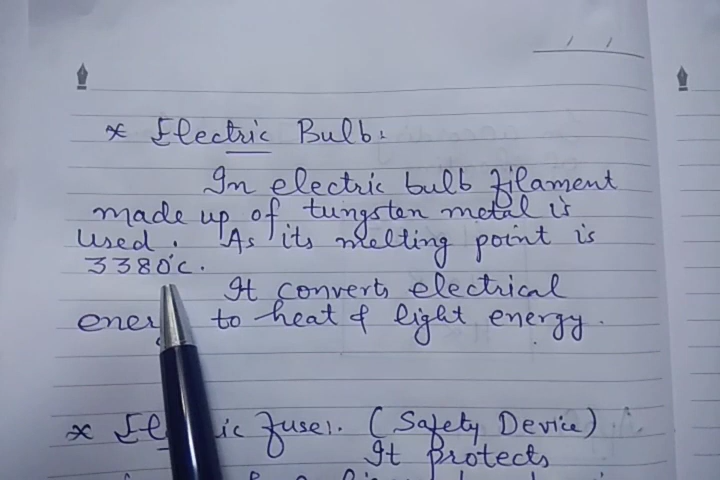 * Electric Bulb:
In electric bulb filament
made up of tungsten metal is
used. As its melting point is
3380°c.
It converts electrical
to heat & light energy.
* fuse:. (Safety Device)
It protects